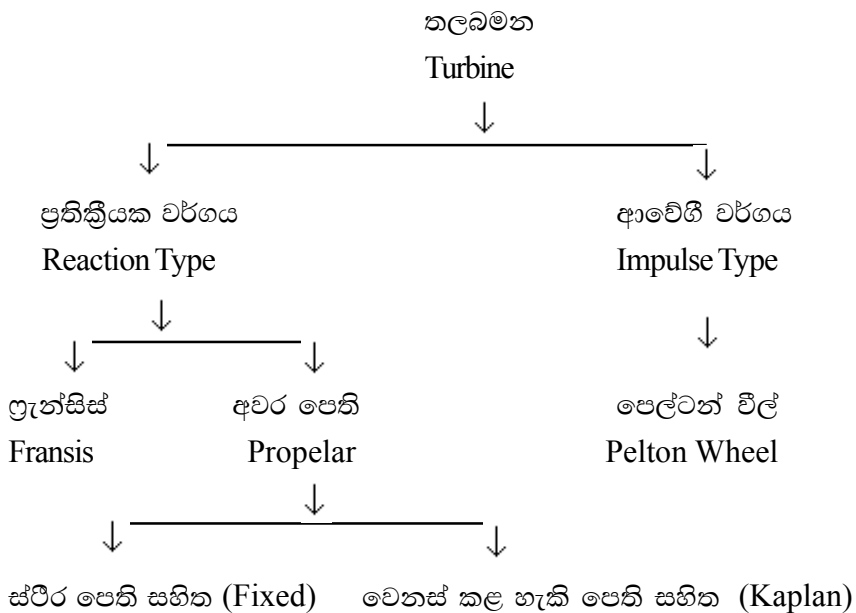 තලබමන
Turbine
ප්‍රතික්‍රීයක වර්ගය
ආවේගී වර්ගය
Reaction Type
Impulse Type
ෆ්‍රැන්සිස්
අවර පෙති
පෙල්ටන් වීල්
Fransis
Propelar
Pelton Wheel
ස්ථිර පෙති සහිත (Fixed)
වෙනස් කළ හැකි පෙති සහිත (Kaplan)